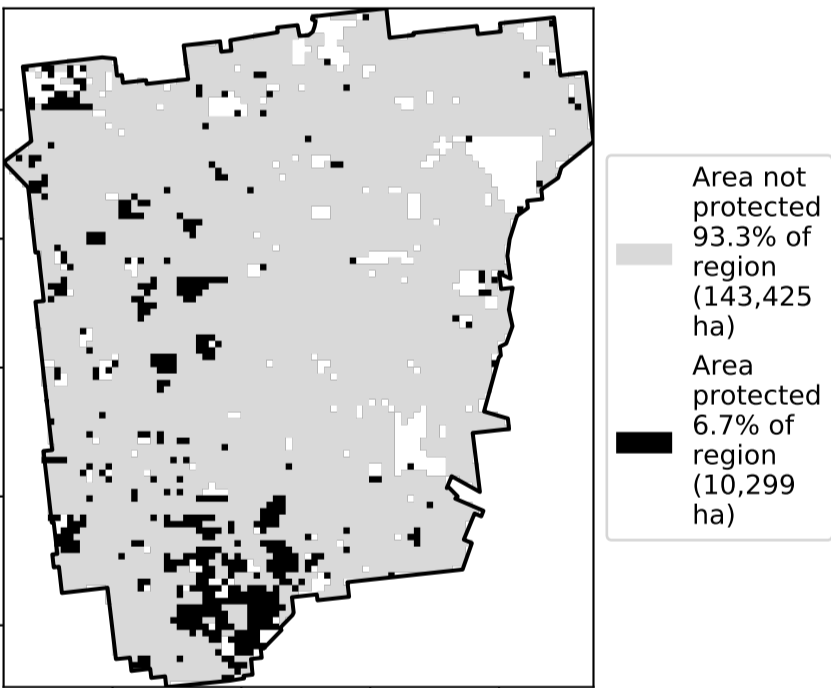 Area not
protected
93.3% of
region
(143,425
ha)
Area
protected
6.7% of
region
(10,299
ha)